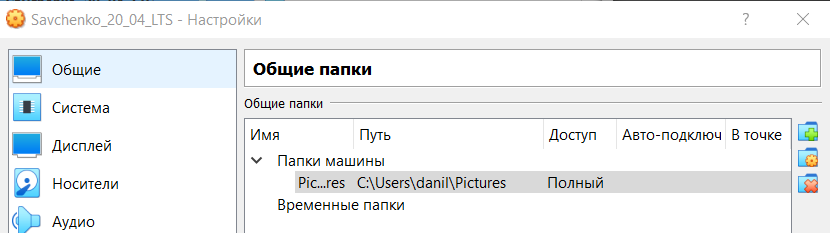 Savchenko_20_04_LTS - Настройки
Общие
Система
Дисплей
Носители
Аудио
Общие папки
Общие папки
Имя Путь Доступ Авто-подключ В точке
Папки машины
Pic...res C:\Users\danil\Pictures Полный
Временные папки